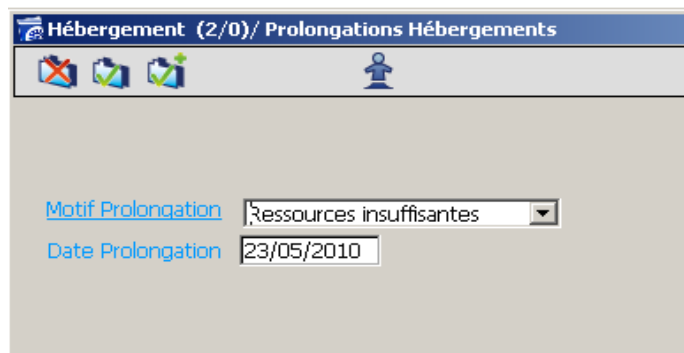 Hébergement (2/0)/ Prolongations Hébergements
Motif Prolongation Ressources insuffisantes
Date Prolongation 23/05/2010